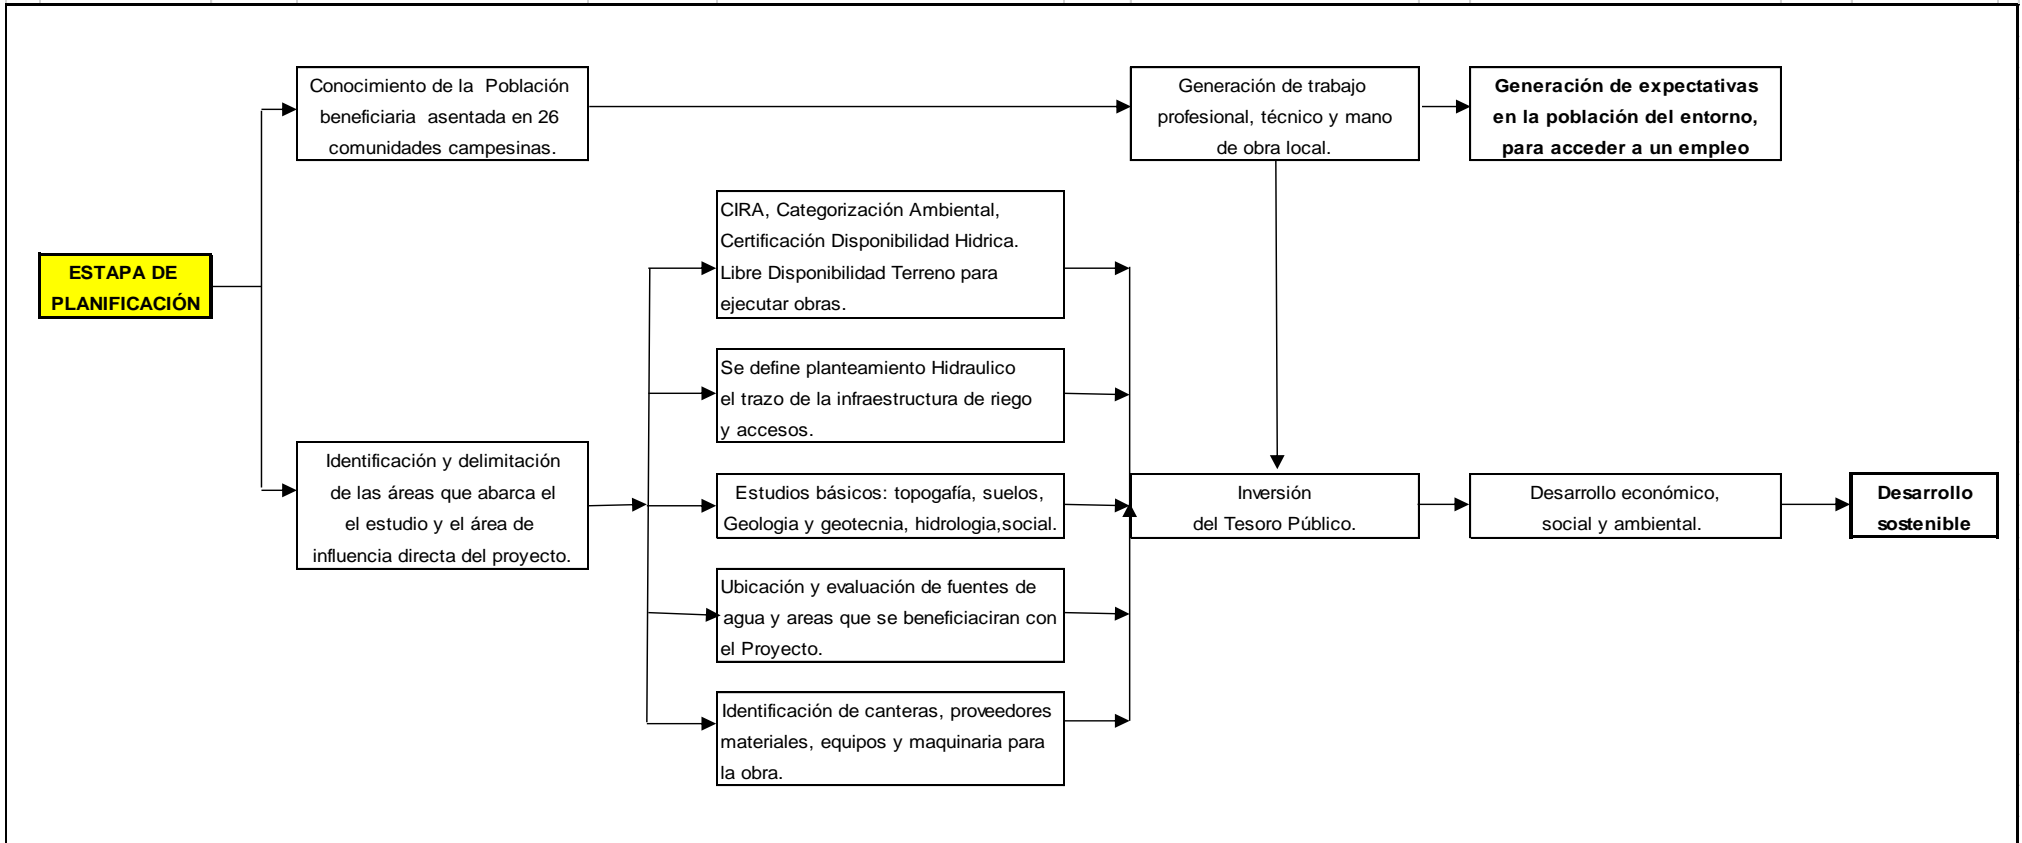 Conocimiento de la Población
beneficiaria asentada en 26
comunidades campesinas.
Generación de trabajo
profesional, técnico y mano
de obra local.
Generación de expectativas
en la población del entorno,
para acceder a un empleo
CIRA, Categorización Ambiental,
Certificación Disponibilidad Hidrica.
Libre Disponibilidad Terreno para
ejecutar obras.
ESTAPA DE
PLANIFICACIÓN
Se define planteamiento Hidraulico
el trazo de la infraestructura de riego
y accesos.
Identificación y delimitación
de las áreas que abarca el
el estudio y el área de
influencia directa del proyecto.
Estudios básicos: topogafía, suelos,
Geologia y geotecnia, hidrologia,social.
Inversión
del Tesoro Público.
Desarrollo económico,
social y ambiental.
Desarrollo
sostenible
Ubicación y evaluación de fuentes de
agua y areas que se beneficiaciran con
el Proyecto.
Identificación de canteras, proveedores
materiales, equipos y maquinaria para
la obra.